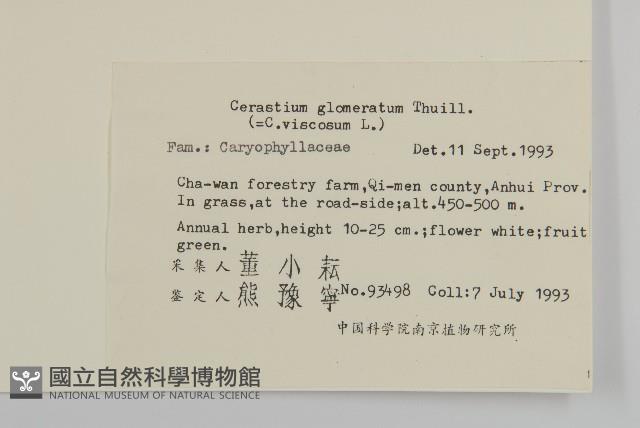 Cerastium glomeratum Thuill.
(=C.viscosum L.)
Fam.: Caryophyllaceae Det.11 Sept.1993
Cha-wan forestry farm,Qi-men county,Anhui Prov.
In grass,at the road-side;alt.450-500 m.
Annual herb,height 10-25 cm.;flower white;fruit
green.
采集人 董小耘
鉴定人 熊豫寧 No.93498 Coll:7 July 1993
中国科学院南京植物研究所
1
國立自然科學博物館
NATIONAL MUSEUM OF NATURAL SCIENCE